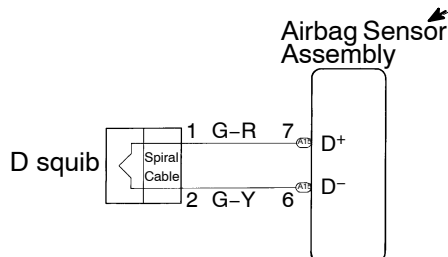 Airbag Sensor
Assembly
1 G−R 7 D+
D squib Spiral
Cable
2 G−Y 6 D−